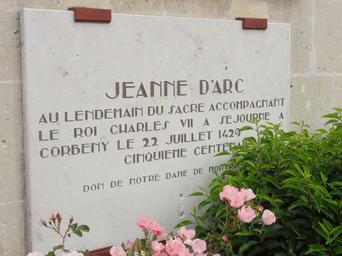 JEANNE D'ARC
AU LENDEMAIN DU SACRE ACCOMPAGNANT
LE ROI CHARLES VII A SEJOURNE A
CORBENY LE 22 JUILLET 1429
CINQUIEME
DON DE NOTRE DAME DE